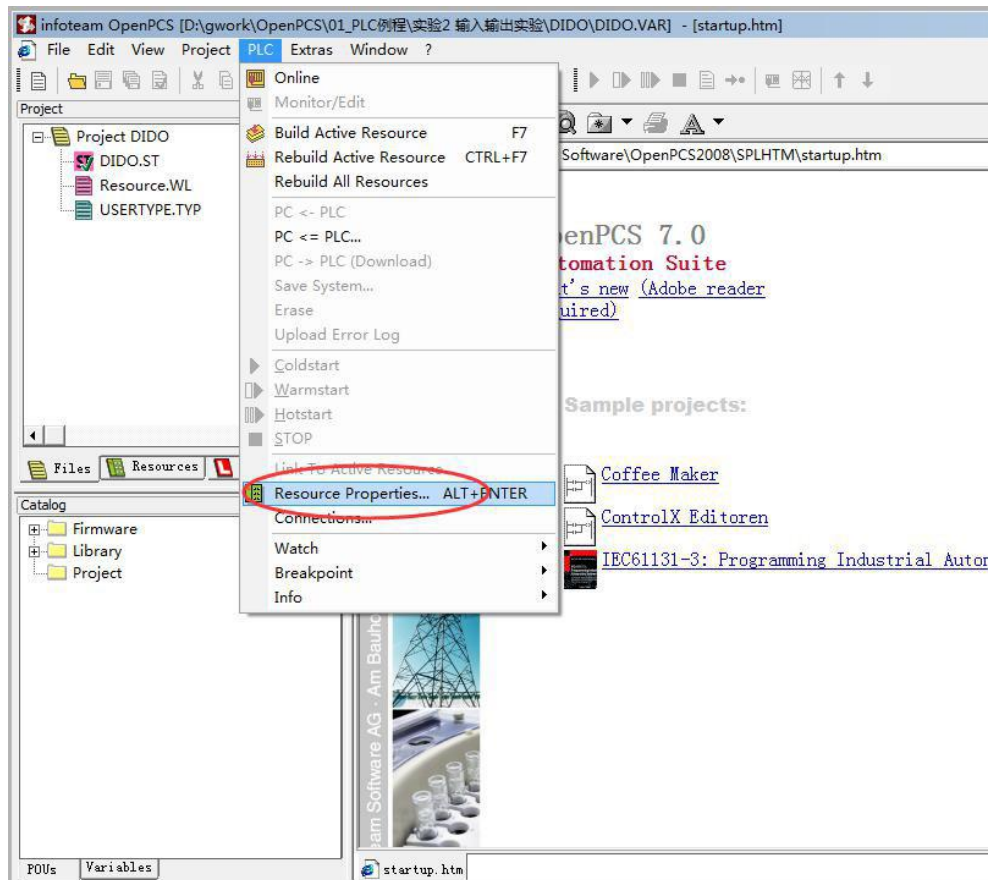 infoteam OpenPCS [D:\gwork\OpenPCS\01_PLC例程\实验2 输入输出实验\DIDO\DIDO.VAR] - [startup.htm]
File Edit View Project PLC Extras Window ?
Project
Project DIDO
DIDO.ST
Resource.WL
USERTYPE.TYP
Files Resources L
Catalog
Firmware
Library
Project
POUs Variables
Online
Monitor/Edit
Build Active Resource F7
Rebuild Active Resource CTRL+F7
Rebuild All Resources
PC <- PLC
PC <= PLC...
PC -> PLC (Download)
Save System...
Erase
Upload Error Log
Coldstart
Warmstart
Hotstart
STOP
Link To Active Resource
Resource Properties... ALT+ENTER
Connections...
Watch
Breakpoint
Info
Software\OpenPCS2008\SPLHTM\startup.htm
enPCS 7.0
tomation Suite
t's new (Adobe reader
uired)
Sample projects:
Coffee Maker
ControlX Editoren
IEC61131-3: Programming Industrial Autor
eam Software AG · Am Bauho
startup.htm